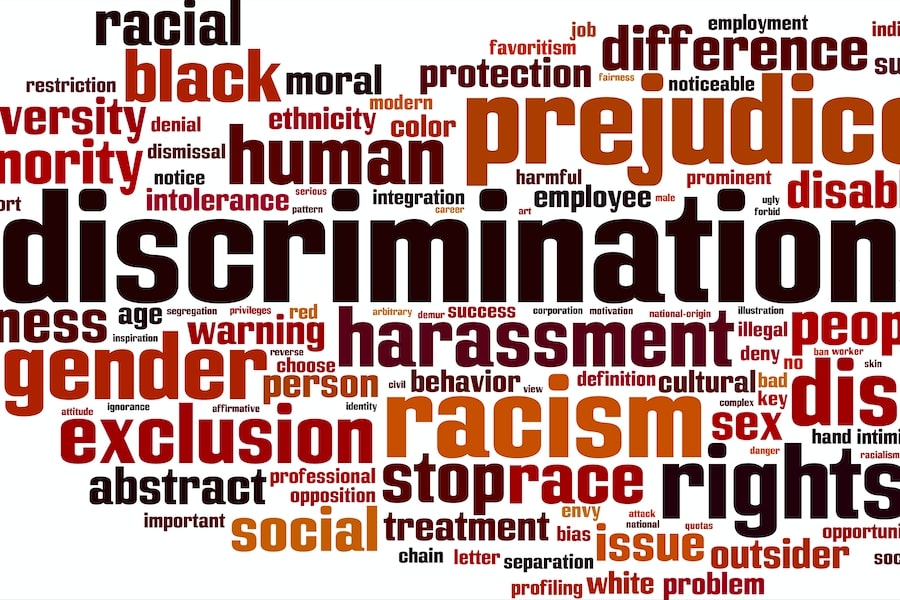 racial
employment
job
indi
favoritism
difference
black
moral
protection
su
restriction
fairness
noticeable
modern
versity
denial
ethnicity
color
prejudice
nority
dismissal
human
notice
harmful
prominent
disabl
intolerance
serious
integration
employee
male
ugly
ort
pattern
career
art
forbid
discrimination
ness
age
segregation
privileges
red
arbitrary
demur
success
corporation
motivation
national-origin
illustration
inspiration
warning
harassment
illegal
peop
gender
reverse
choose
deny
no
ban
worker
skin
person
civil
behavior
view
definition
cultural
bad
dis
attitude
ignorance
affirmative
identity
racism
complex
key
exclusion
sex
hand
intimi
danger
racialism
abstract
professional
stop
race
rights
opposition
important
social
treatment
envy
attack
national
quotas
bias
issue
opportuni
chain
letter
separation
outsider
soc
profiling
white
problem